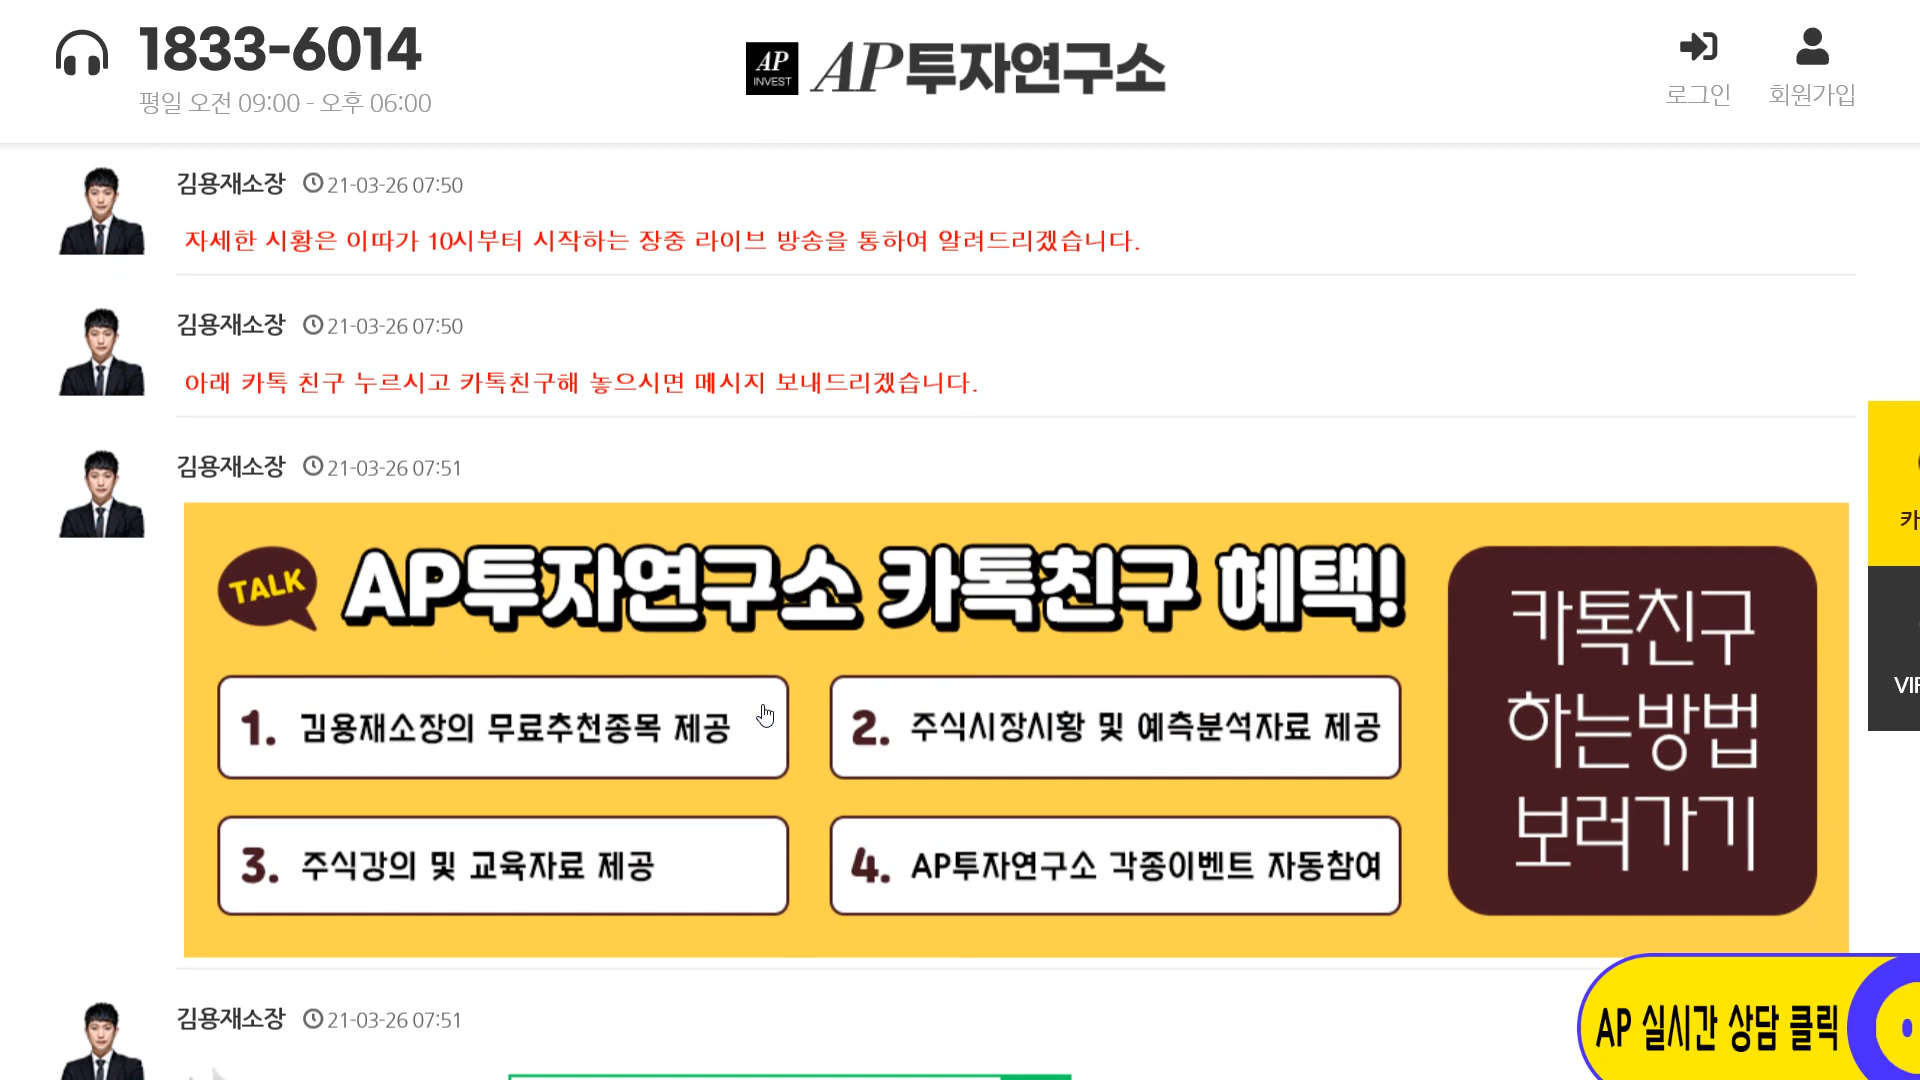 1833-6014
평일 오전 09:00 - 오후 06:00
AP
INVEST
AP투자연구소
로그인
회원가입
김용재소장 21-03-26 07:50
자세한 시황은 이따가 10시부터 시작하는 장중 라이브 방송을 통하여 알려드리겠습니다.
김용재소장 21-03-26 07:50
아래 카톡 친구 누르시고 카톡친구해 놓으시면 메시지 보내드리겠습니다.
김용재소장 21-03-26 07:51
TALK
AP투자연구소 카톡친구 혜택!
1. 김용재소장의 무료추천종목 제공
2. 주식시장시황 및 예측분석자료 제공
3. 주식강의 및 교육자료 제공
4. AP투자연구소 각종이벤트 자동참여
카톡친구
하는방법
보러가기
카
VI
김용재소장 21-03-26 07:51
AP 실시간 상담 클릭